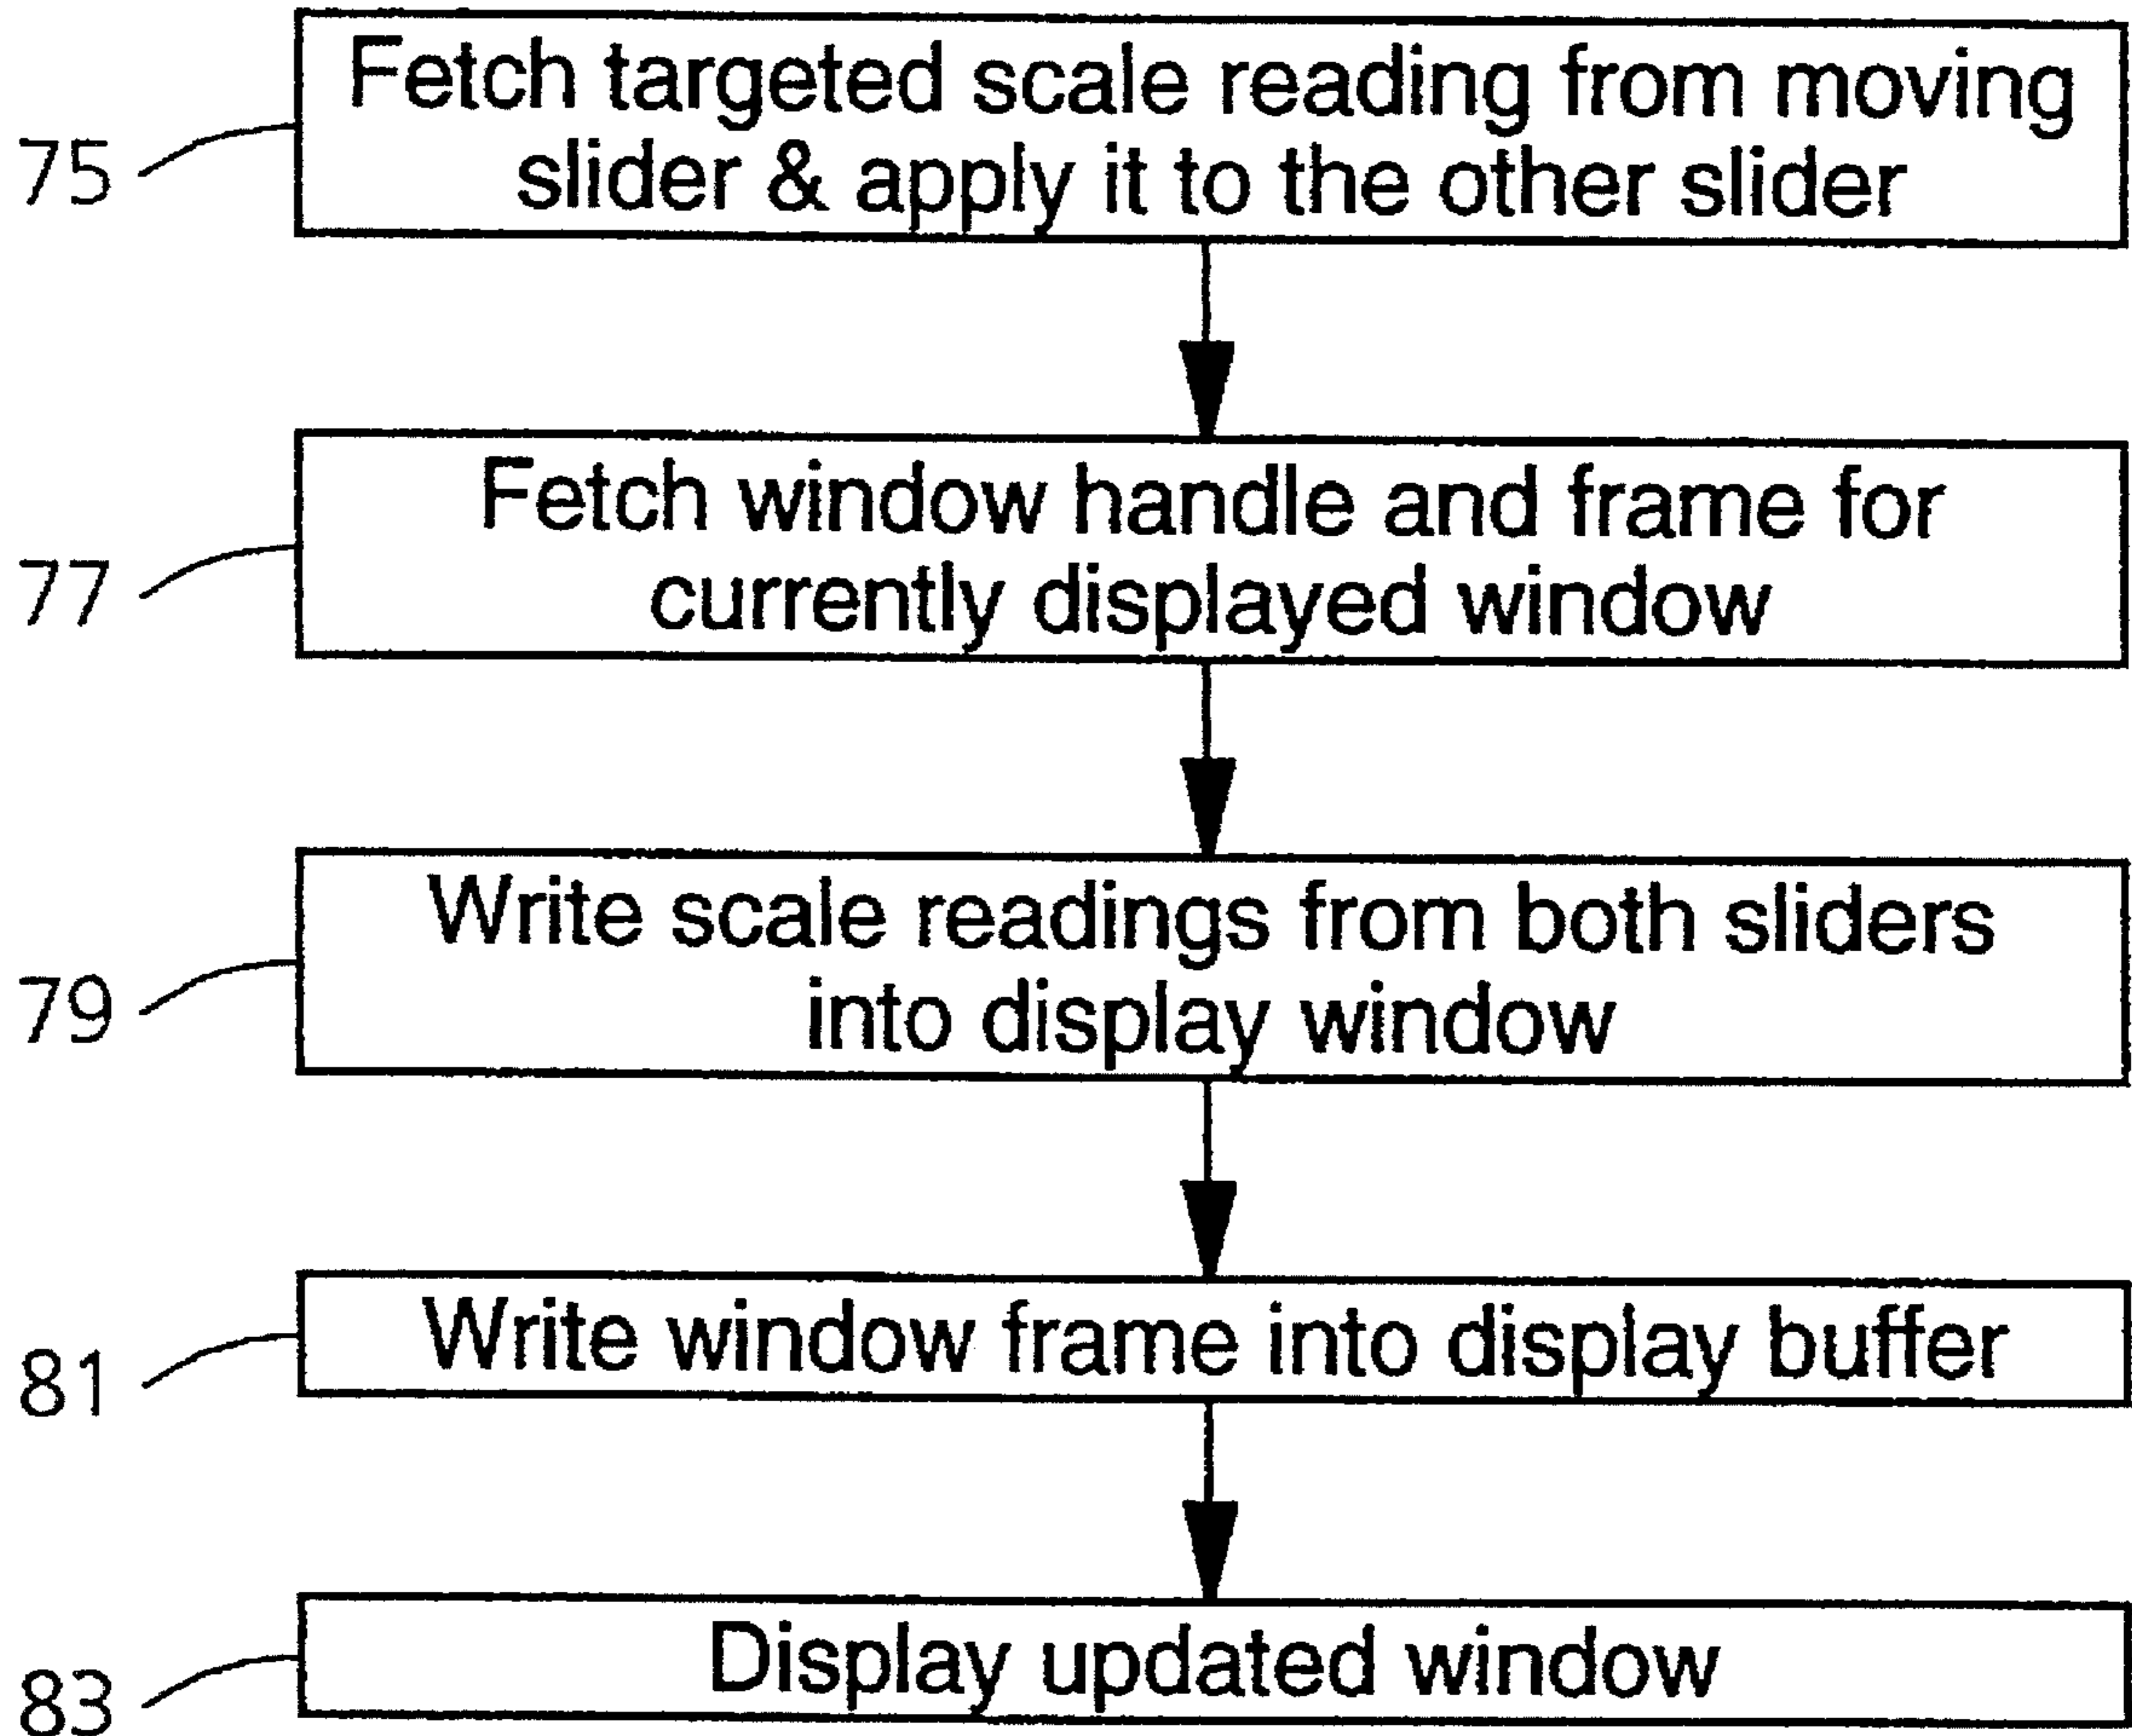 Fetch targeted scale reading from moving
slider & apply it to the other slider
75
Fetch window handle and frame for
currently displayed window
77
Write scale readings from both sliders
into display window
79
Write window frame into display buffer
81
Display updated window
83